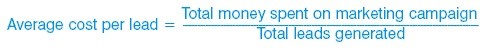 Average cost per lead = Total money spent on marketing campaign
Total leads generated